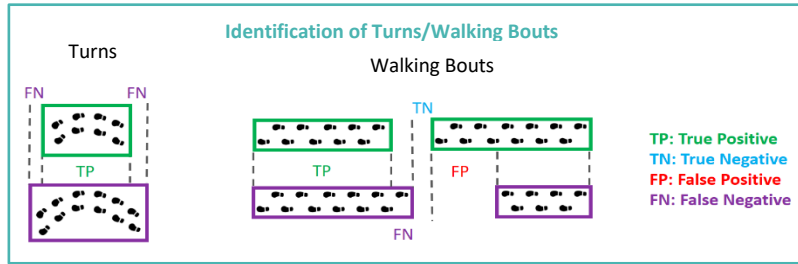 Identification of Turns/Walking Bouts
Turns
Walking Bouts
FN FN
TN
TP
TP
FP
FN
TP: True Positive
TN: True Negative
FP: False Positive
FN: False Negative